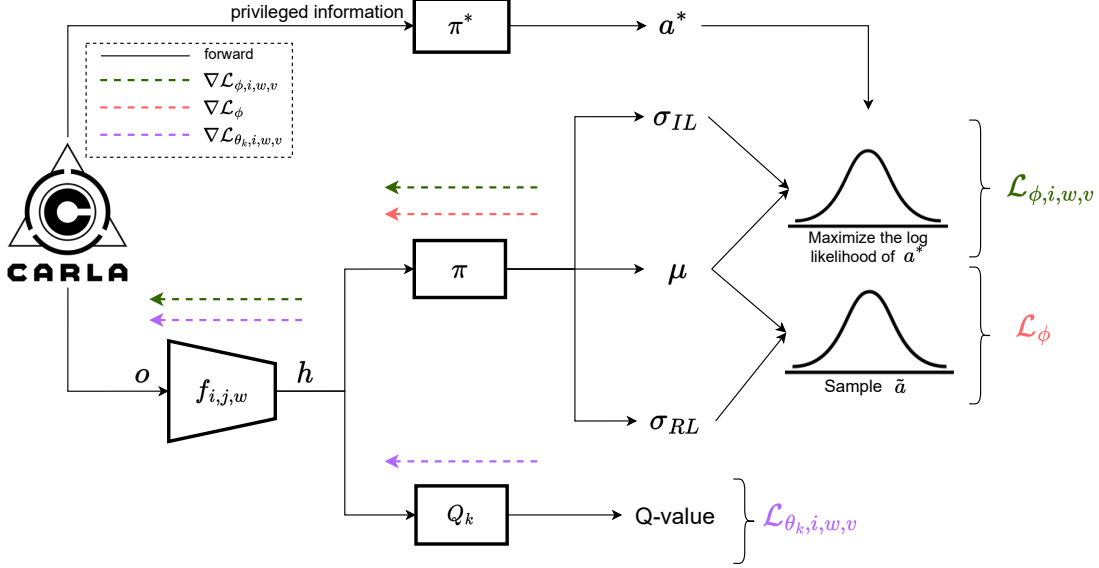 privileged information
π*
a*
forward
∇ℒ_{ϕ,i,w,v}
∇ℒ_ϕ
∇ℒ_{θ_k,i,w,v}
σ_{IL}
CARLA
ℒ_{ϕ,i,w,v}
Maximize the log
likelihood of a*
π
μ
o
f_{i,j,w}
h
ℒ_ϕ
Sample ã
σ_{RL}
Q_k
Q-value
ℒ_{θ_k,i,w,v}